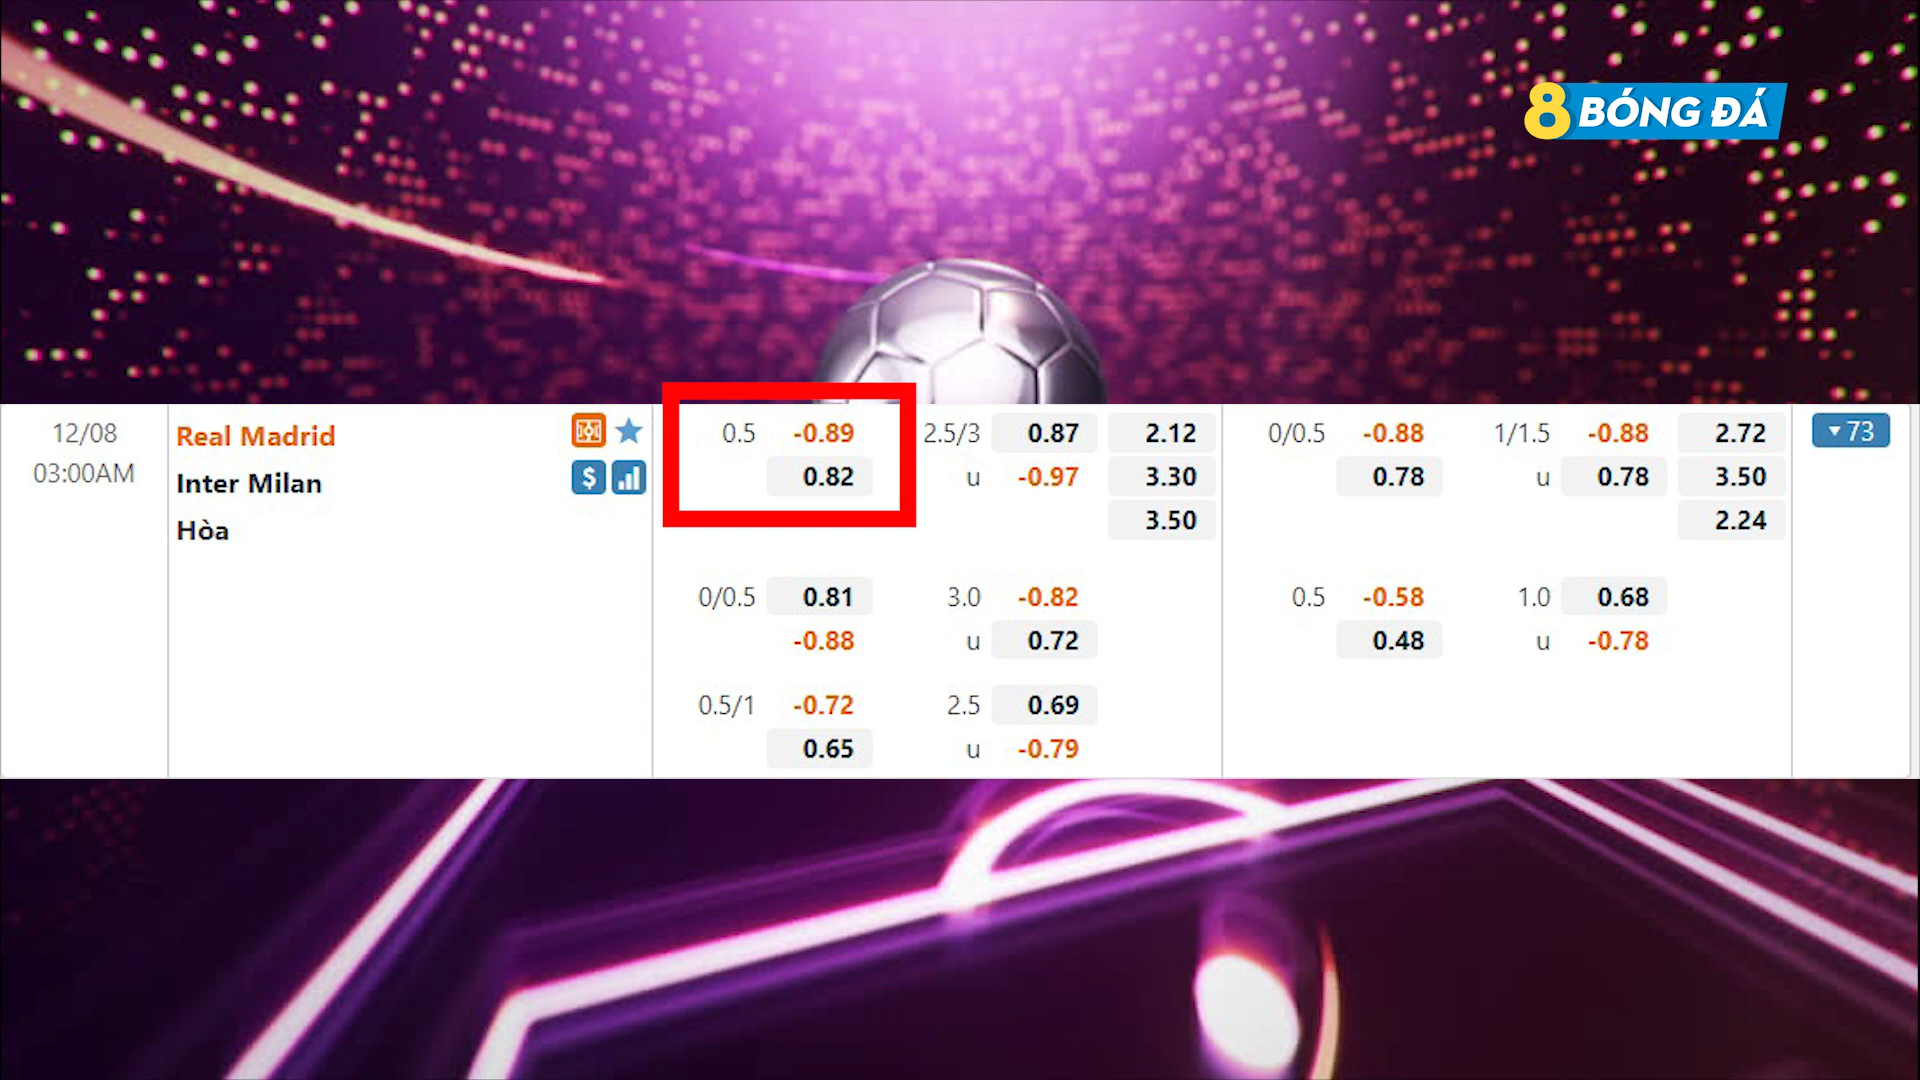 8 BÓNG ĐÁ
12/08 Real Madrid 0.5 -0.89 2.5/3 0.87 2.12 0/0.5 -0.88 1/1.5 -0.88 2.72 73
03:00AM Inter Milan $ 0.82 u -0.97 3.30 0.78 u 0.78 3.50
Hòa 3.50 2.24
0/0.5 0.81 3.0 -0.82 0.5 -0.58 1.0 0.68
-0.88 u 0.72 0.48 u -0.78
0.5/1 -0.72 2.5 0.69
0.65 u -0.79